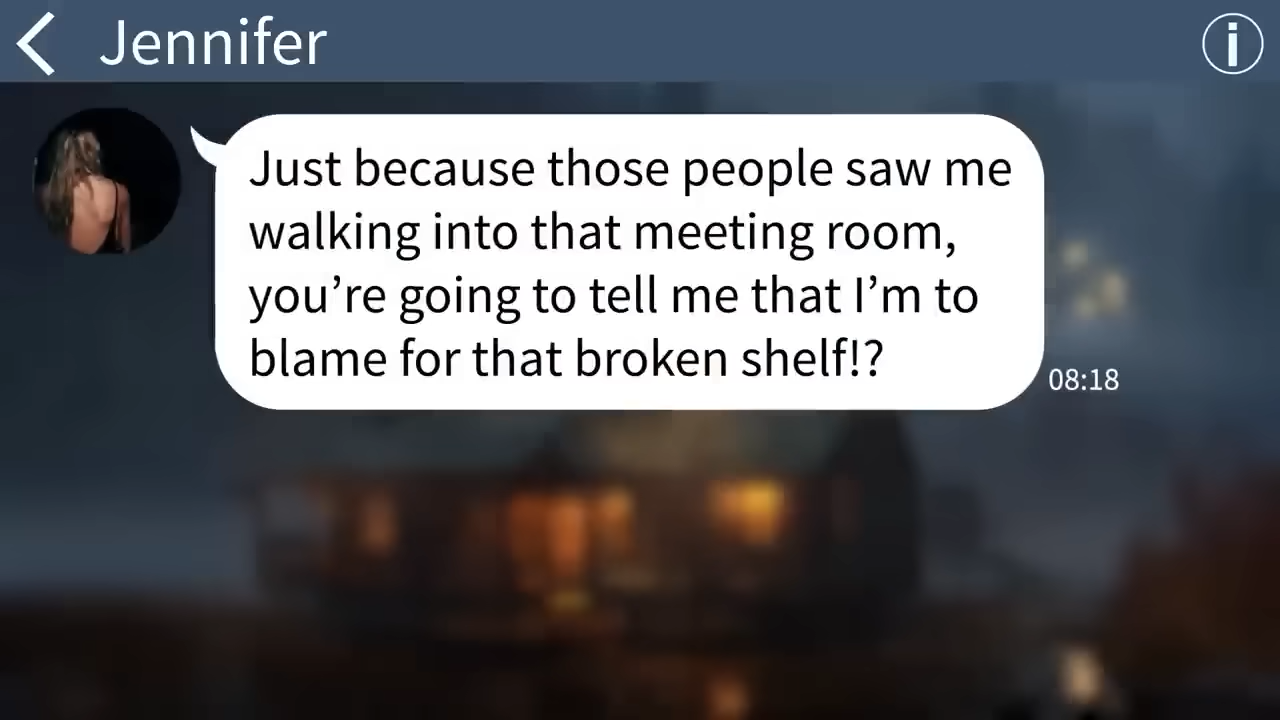 Jennifer
Just because those people saw me
walking into that meeting room,
you’re going to tell me that I’m to
blame for that broken shelf!?
08:18